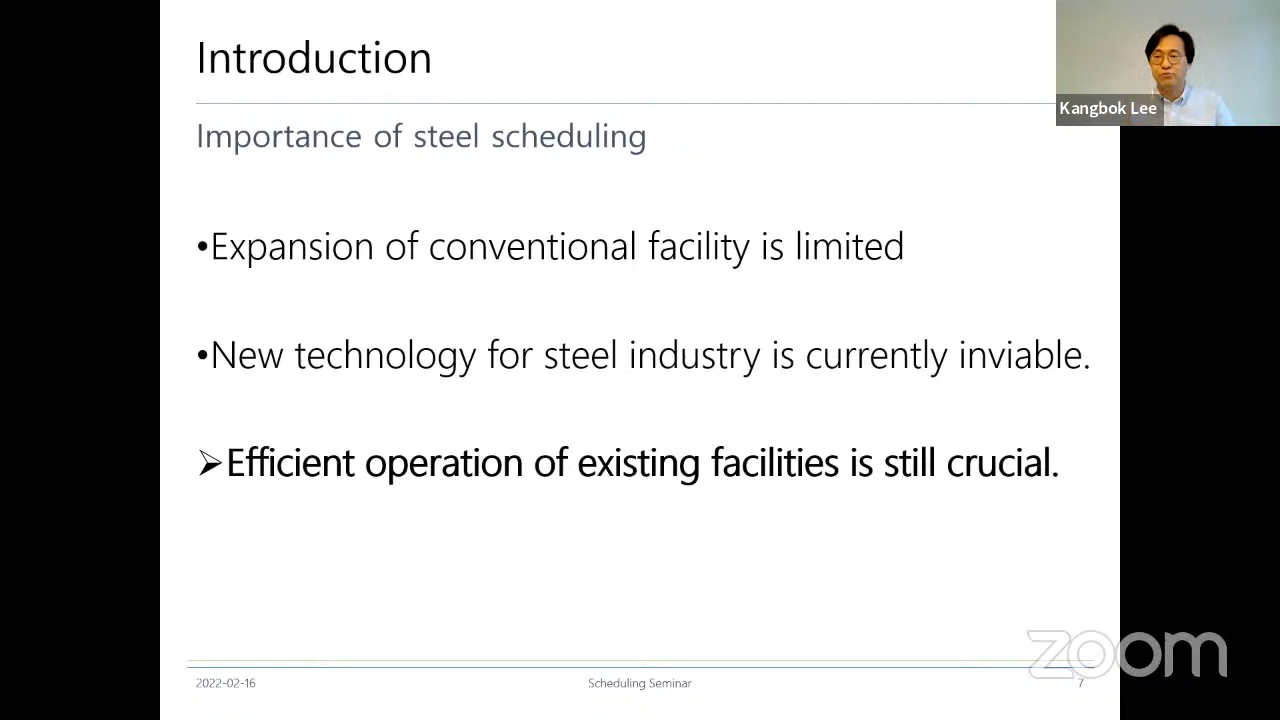 Introduction
Kangbok Lee
Importance of steel scheduling
•Expansion of conventional facility is limited
•New technology for steel industry is currently inviable.
➢Efficient operation of existing facilities is still crucial.
zoom
2022-02-16 Scheduling Seminar 7